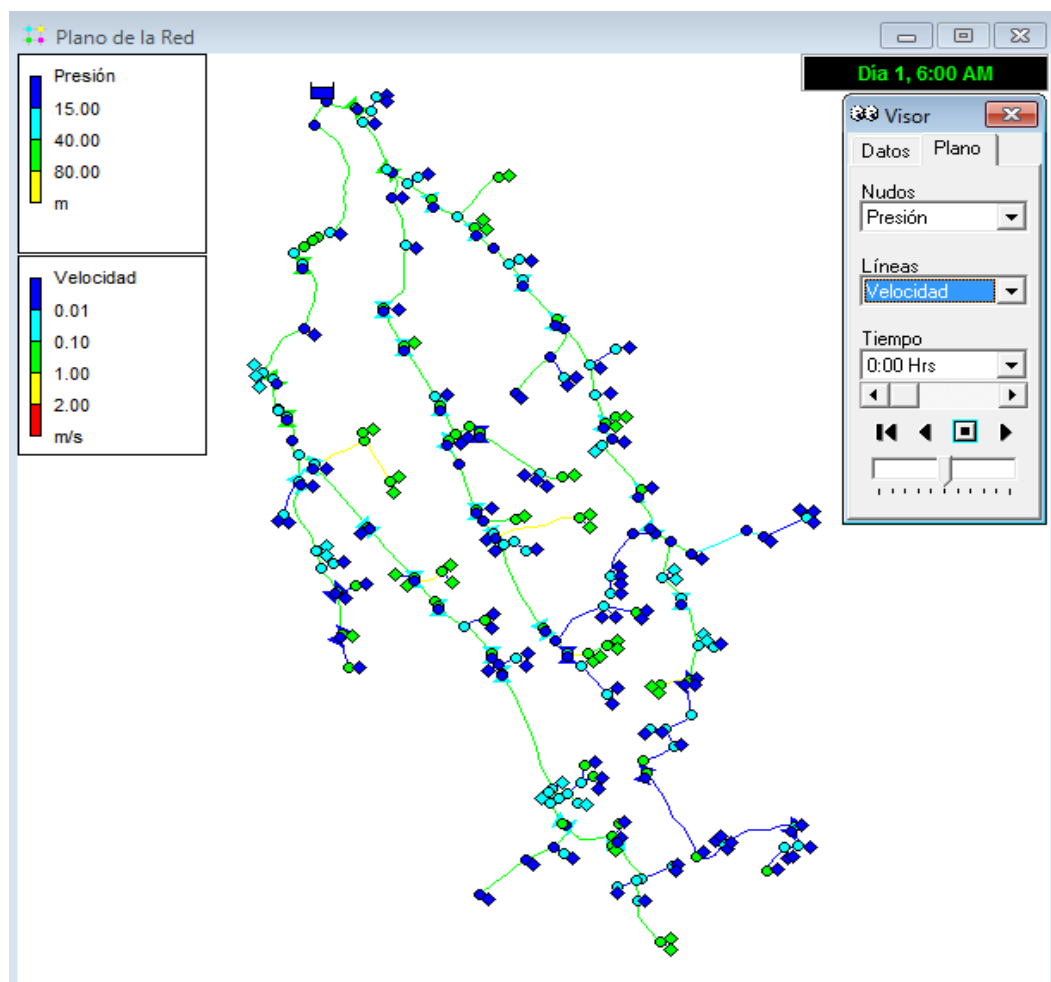 Plano de la Red
Presión
15.00
40.00
80.00
m
Velocidad
0.01
0.10
1.00
2.00
m/s
Dia 1, 6:00 AM
Visor
Datos
Plano
Nudos
Presión
Líneas
Velocidad
Tiempo
0:00 Hrs